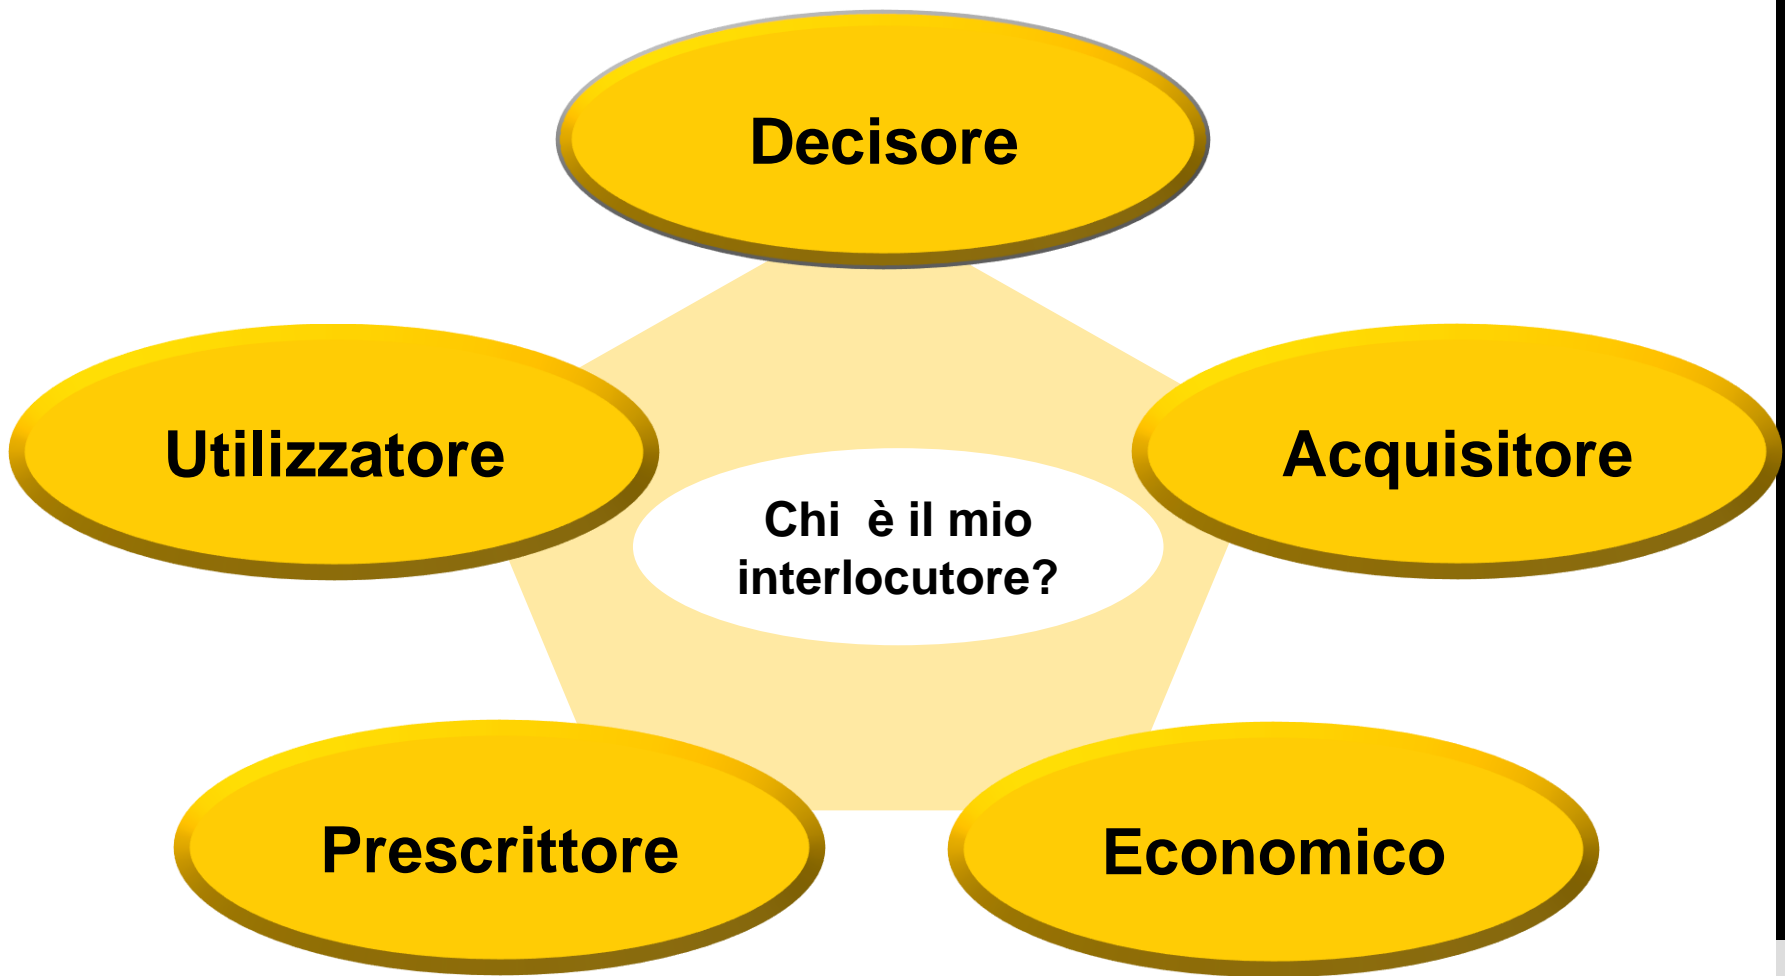 Decisore
Utilizzatore
Acquisitore
Chi è il mio
interlocutore?
Prescrittore
Economico